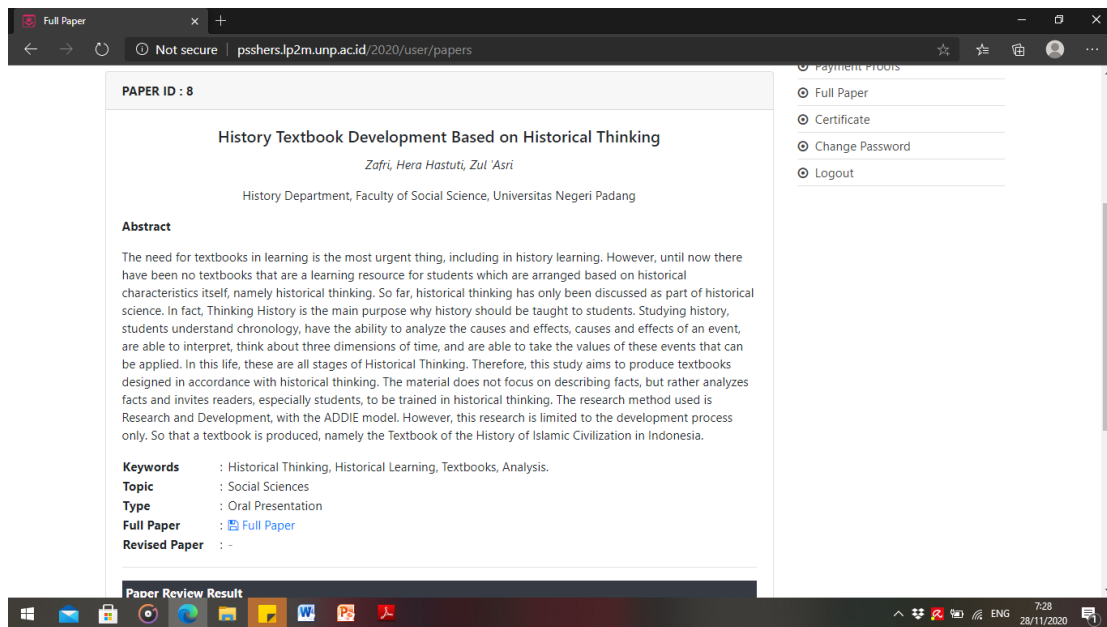 Full Paper
Not secure | psshers.lp2m.unp.ac.id/2020/user/papers
Payment Proofs
Full Paper
Certificate
Change Password
Logout
PAPER ID : 8
History Textbook Development Based on Historical Thinking
Zafri, Hera Hastuti, Zul 'Asri
History Department, Faculty of Social Science, Universitas Negeri Padang
Abstract
The need for textbooks in learning is the most urgent thing, including in history learning. However, until now there
have been no textbooks that are a learning resource for students which are arranged based on historical
characteristics itself, namely historical thinking. So far, historical thinking has only been discussed as part of historical
science. In fact, Thinking History is the main purpose why history should be taught to students. Studying history,
students understand chronology, have the ability to analyze the causes and effects, causes and effects of an event,
are able to interpret, think about three dimensions of time, and are able to take the values of these events that can
be applied. In this life, these are all stages of Historical Thinking. Therefore, this study aims to produce textbooks
designed in accordance with historical thinking. The material does not focus on describing facts, but rather analyzes
facts and invites readers, especially students, to be trained in historical thinking. The research method used is
Research and Development, with the ADDIE model. However, this research is limited to the development process
only. So that a textbook is produced, namely the Textbook of the History of Islamic Civilization in Indonesia.
Keywords : Historical Thinking, Historical Learning, Textbooks, Analysis.
Topic : Social Sciences
Type : Oral Presentation
Full Paper : Full Paper
Revised Paper : -
Paper Review Result
ENG
7:28
28/11/2020